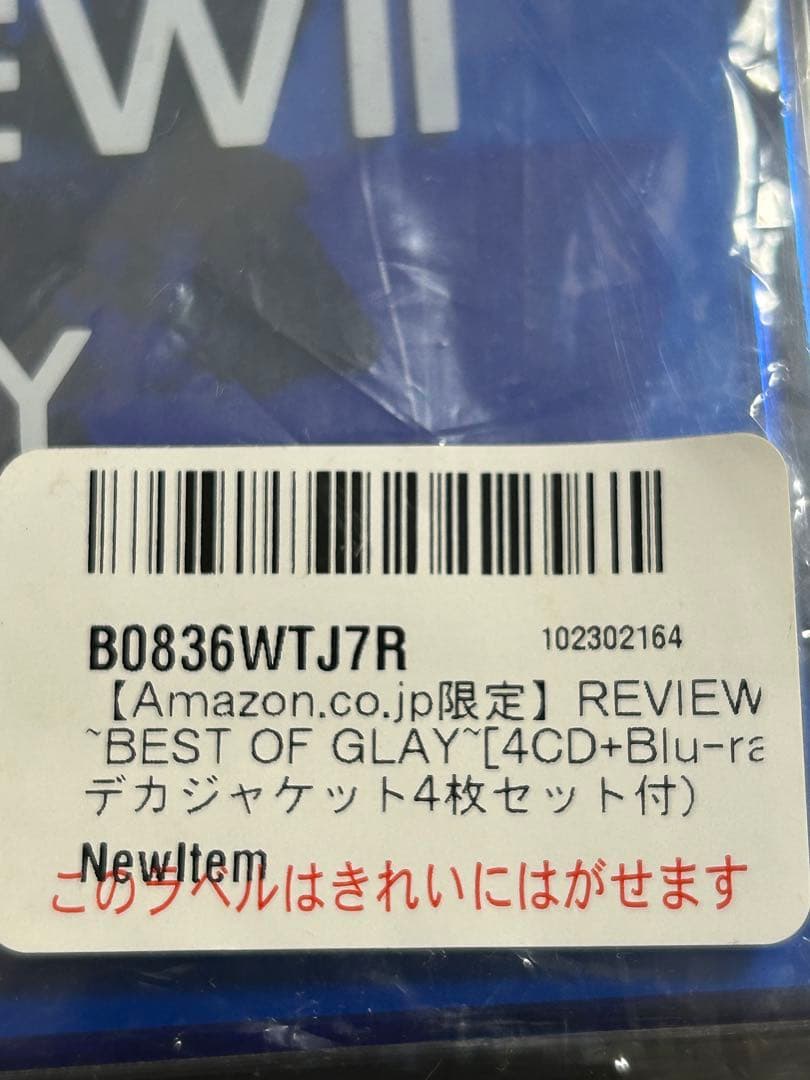 EWII
Y
B0836WTJ7R
102302164
【Amazon.co.jp限定】REVIEW
~BEST OF GLAY~[4CD+Blu-ra
デカジャケット4枚セット付)
NewItem
このラベルはきれいにはがせます